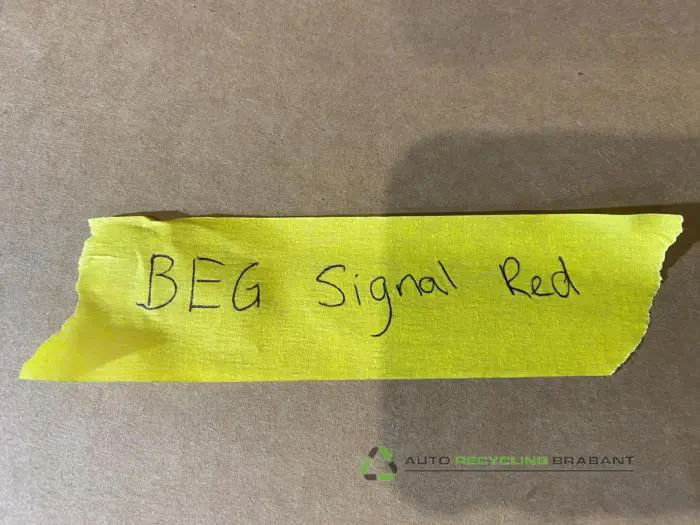 BEG Signal Red
AUTO RECYCLING BRABANT